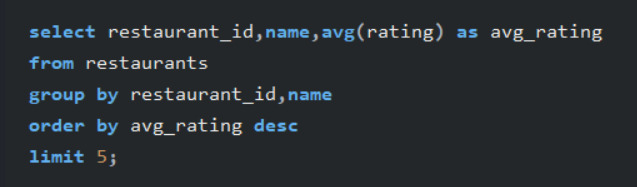 select restaurant_id,name,avg(rating) as avg_rating
from restaurants
group by restaurant_id,name
order by avg_rating desc
limit 5;